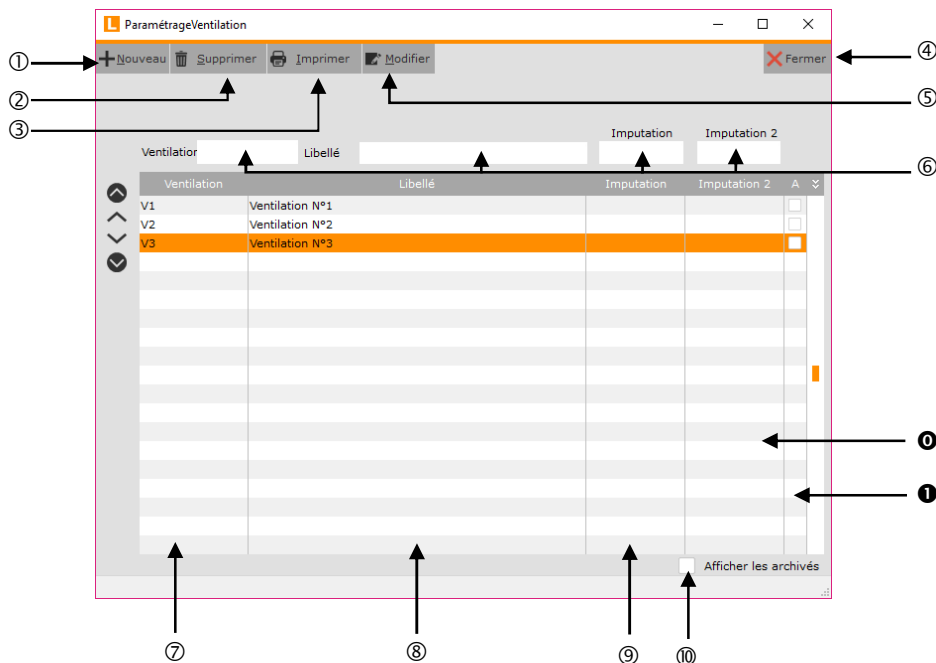 L ParamétrageVentilation
① Nouveau Supprimer Imprimer Modifier Fermer ④
② ⑤
③
Imputation Imputation 2
Ventilation Libellé ⑥
Ventilation Libellé Imputation Imputation 2 A
V1 Ventilation N°1
V2 Ventilation N°2
V3 Ventilation N°3
⓿
❶
Afficher les archivés
⑦ ⑧ ⑨ ⑩